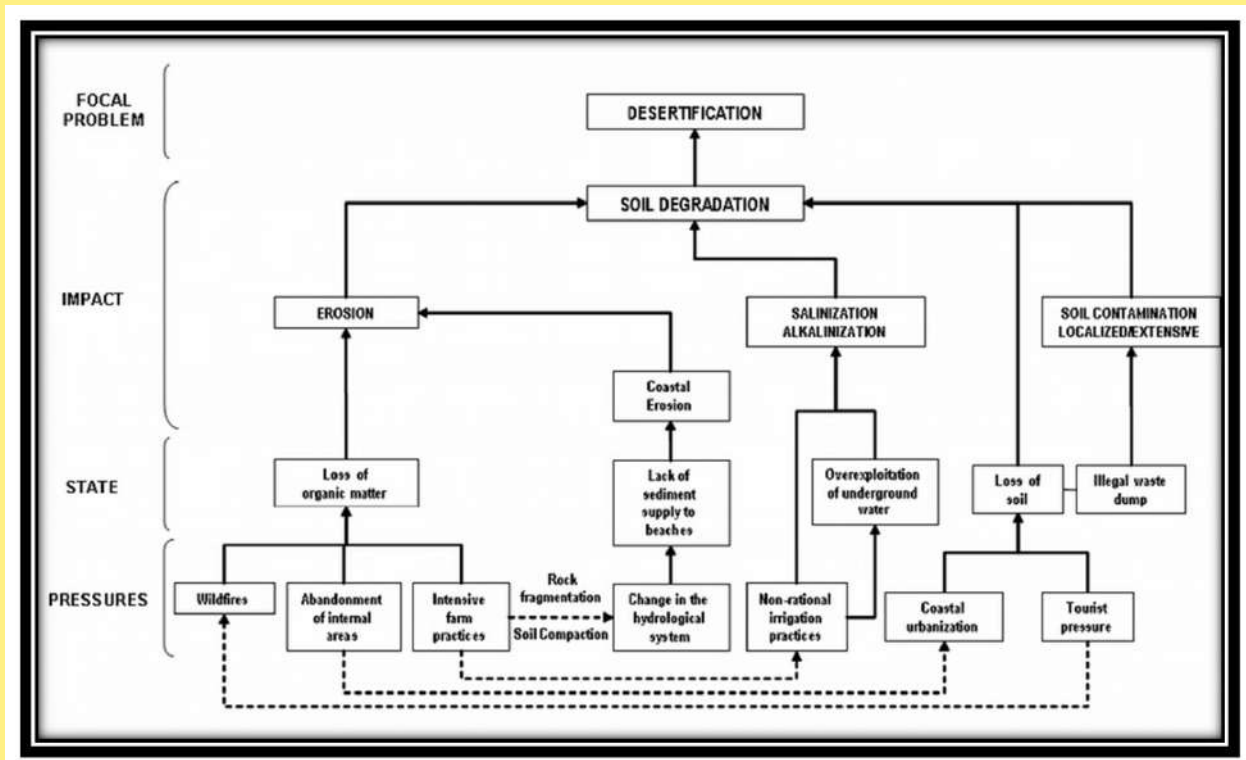 FOCAL
PROBLEM
DESERTIFICATION
SOIL DEGRADATION
IMPACT
EROSION
SALINIZATION
ALKALINIZATION
SOIL CONTAMINATION
LOCALIZED/EXTENSIVE
Coastal
Erosion
STATE
Loss of
organic matter
Lack of
sediment
supply to
beaches
Overexploitation
of underground
water
Loss of
soil
Illegal waste
dump
PRESSURES
Wildfires
Abandonment
of internal
areas
Intensive
farm
practices
Rock
fragmentation
Soil Compaction
Change in the
hydrological
system
Non-rational
irrigation
practices
Coastal
urbanization
Tourist
pressure